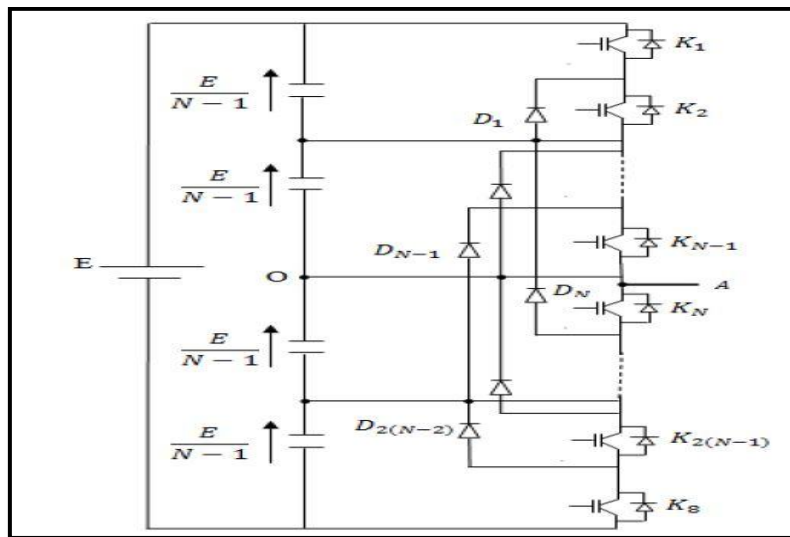 K₁
E
N − 1
D₁
K₂
E
N − 1
D_{N−1}
K_{N−1}
E
O
D_N
A
K_N
E
N − 1
E
N − 1
D_{2(N−2)}
K_{2(N−1)}
K₈